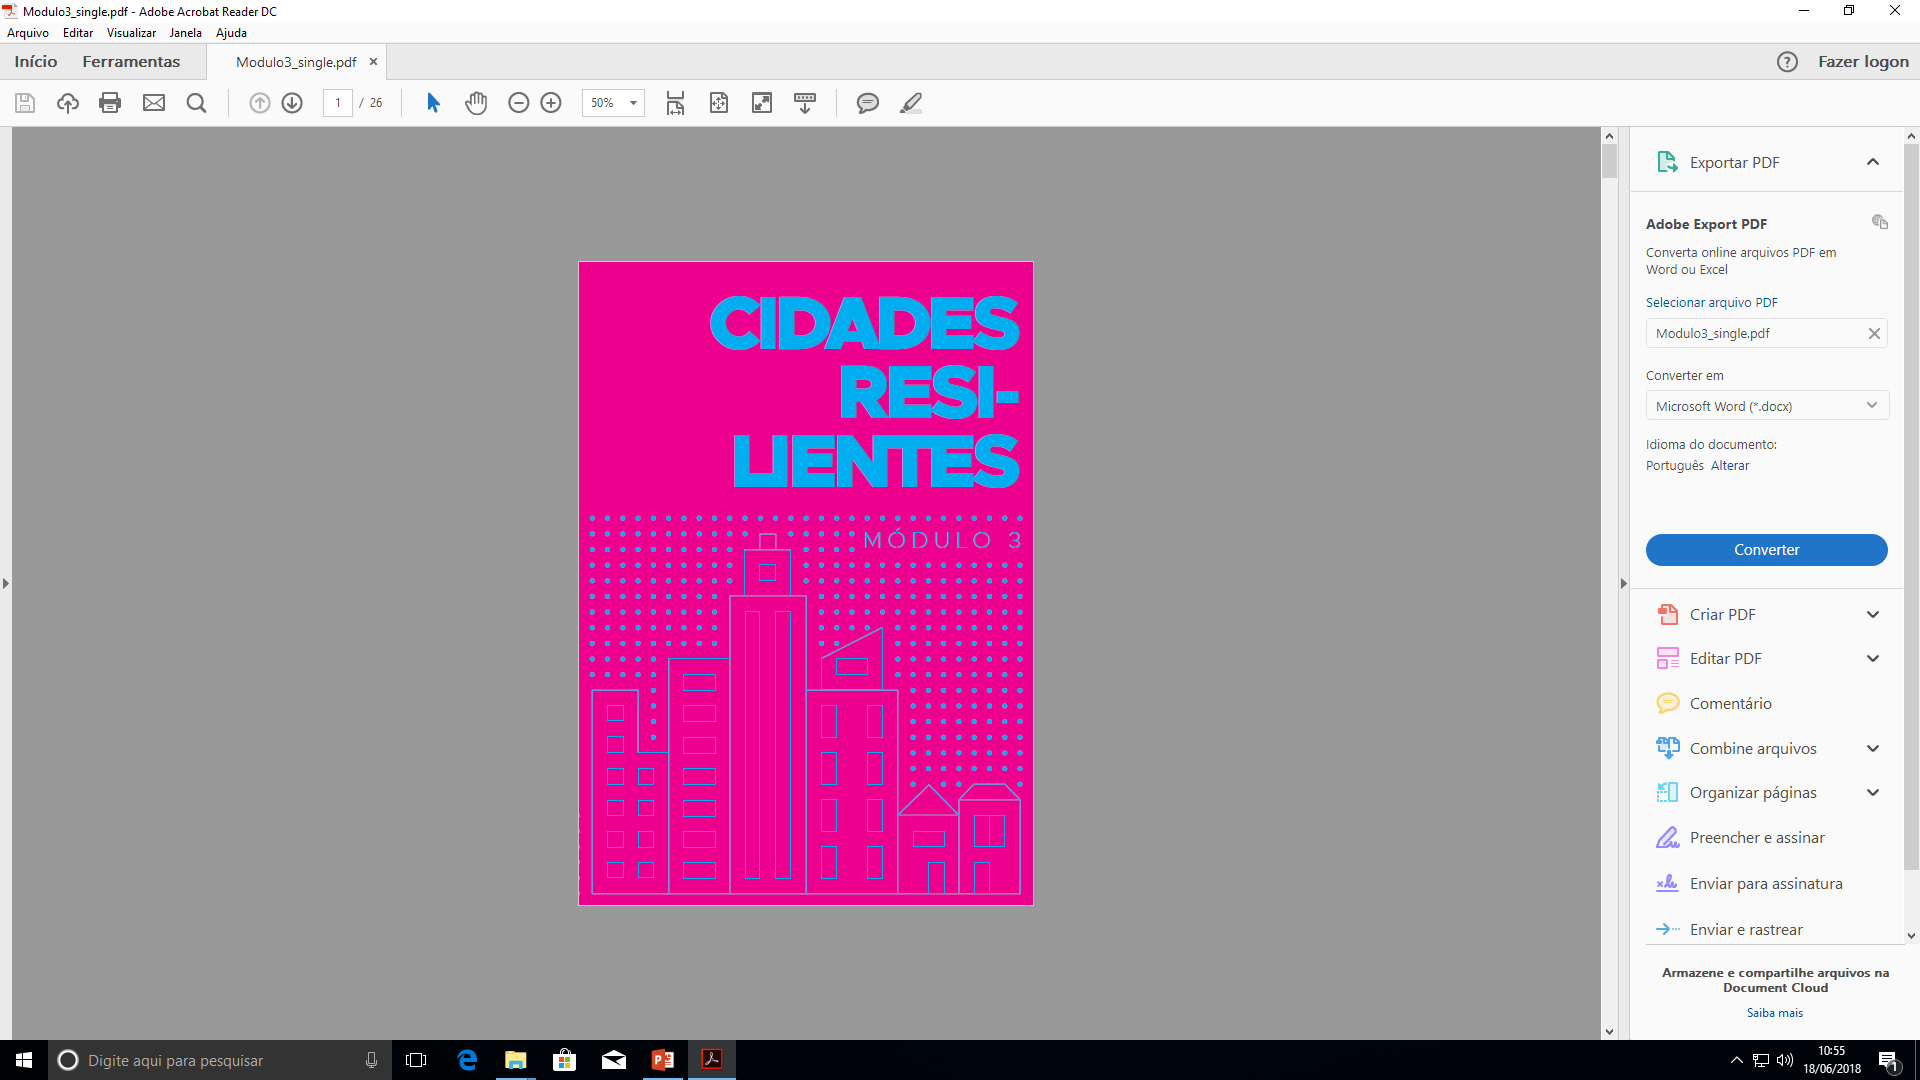 Modulo3_single.pdf - Adobe Acrobat Reader DC
Arquivo Editar Visualizar Janela Ajuda
Início Ferramentas Modulo3_single.pdf × Fazer logon
1 / 26 50%
CIDADES
RESI-
LIENTES
MÓDULO 3
Exportar PDF
Adobe Export PDF
Converta online arquivos PDF em
Word ou Excel
Selecionar arquivo PDF
Modulo3_single.pdf
Converter em
Microsoft Word (*.docx)
Idioma do documento:
Português Alterar
Converter
Criar PDF
Editar PDF
Comentário
Combine arquivos
Organizar páginas
Preencher e assinar
Enviar para assinatura
Enviar e rastrear
Armazene e compartilhe arquivos na
Document Cloud
Saiba mais
Digite aqui para pesquisar
10:55
18/06/2018
1